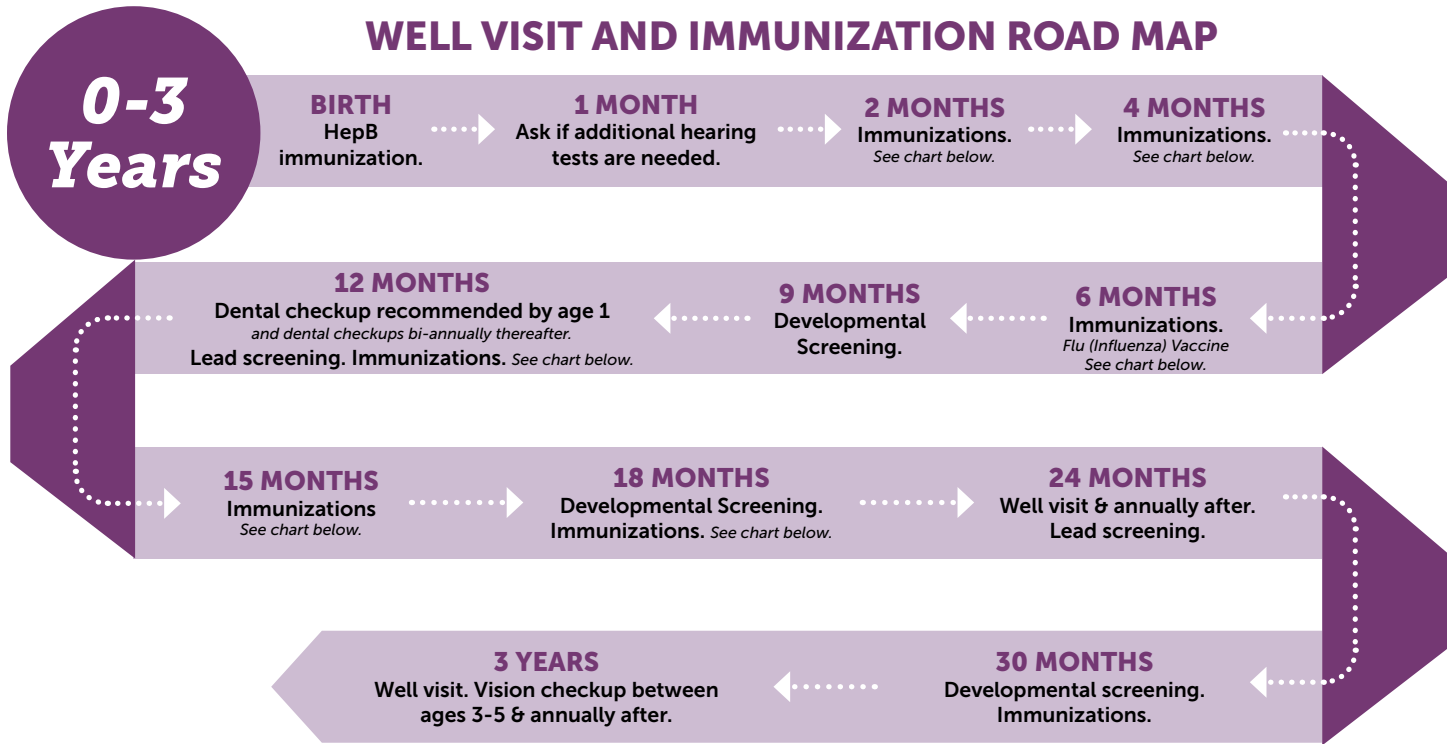 WELL VISIT AND IMMUNIZATION ROAD MAP
0-3
Years
BIRTH
HepB
immunization.
1 MONTH
Ask if additional hearing
tests are needed.
2 MONTHS
Immunizations.
See chart below.
4 MONTHS
Immunizations.
See chart below.
6 MONTHS
Immunizations.
Flu (Influenza) Vaccine
See chart below.
9 MONTHS
Developmental
Screening.
12 MONTHS
Dental checkup recommended by age 1
and dental checkups bi-annually thereafter.
Lead screening. Immunizations. See chart below.
15 MONTHS
Immunizations
See chart below.
18 MONTHS
Developmental Screening.
Immunizations. See chart below.
24 MONTHS
Well visit & annually after.
Lead screening.
30 MONTHS
Developmental screening.
Immunizations.
3 YEARS
Well visit. Vision checkup between
ages 3-5 & annually after.